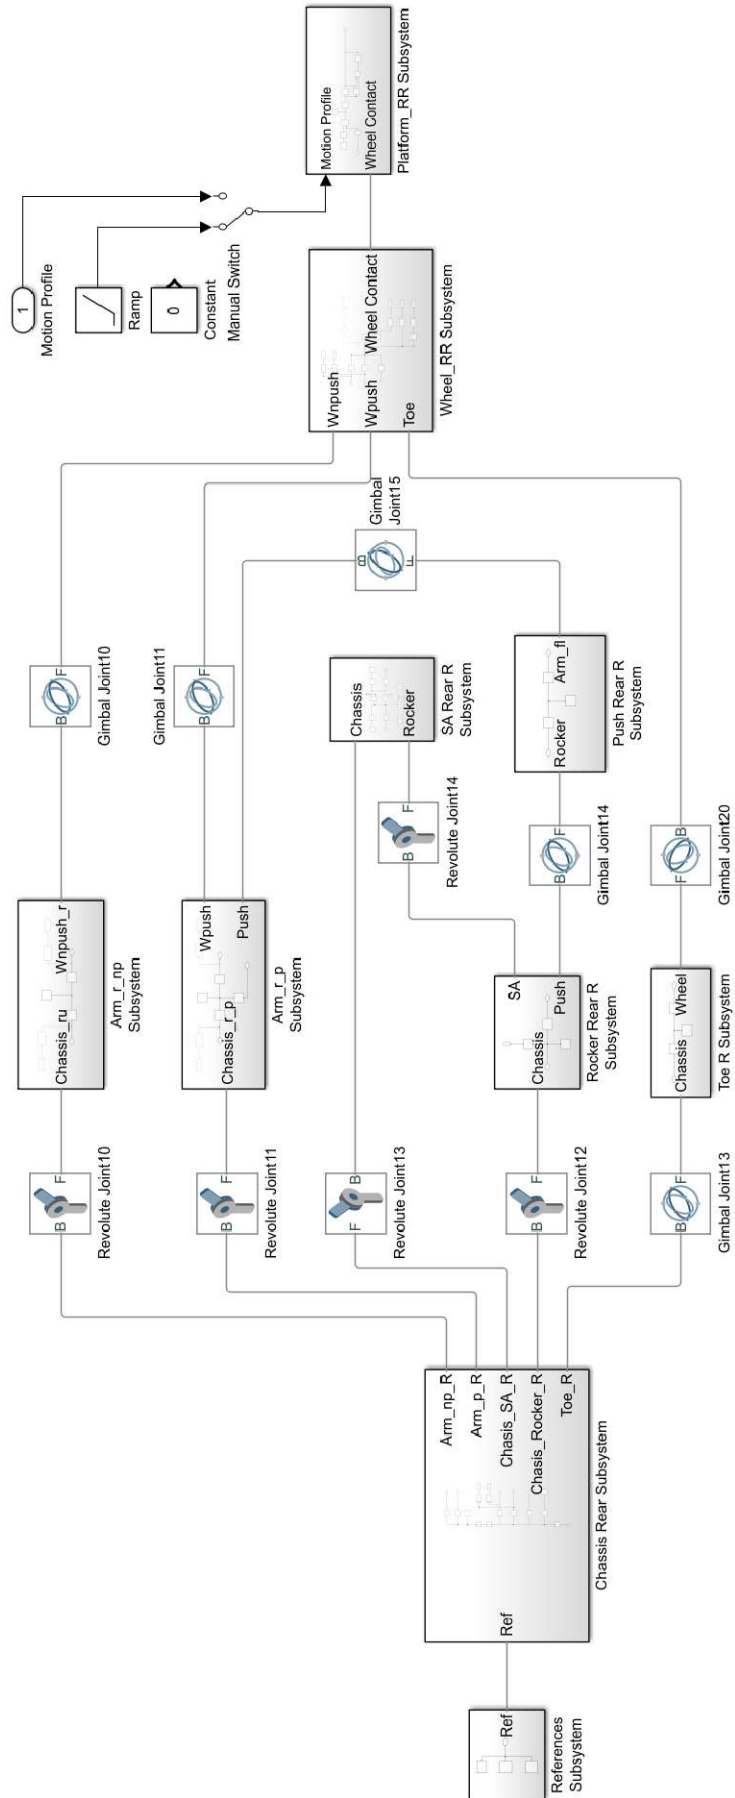 Motion Profile
Wheel Contact
Platform_RR Subsystem
1
Motion Profile
Ramp
0
Constant
Manual Switch
Wnpush
Wpush
Wheel Contact
Toe
Wheel_RR Subsystem
Gimbal
Joint15
B
F
B
F
Gimbal Joint10
B
F
Gimbal Joint11
Chassis
Rocker
SA Rear R
Subsystem
Rocker
Arm_fl
Push Rear R
Subsystem
B
F
Revolute Joint14
B
F
Gimbal Joint14
F
B
Gimbal Joint20
Chassis_ru
Wnpush_r
Arm_r_np
Subsystem
Chassis_r_p
Wpush
Push
Arm_r_p
Subsystem
Chassis
SA
Push
Rocker Rear R
Subsystem
Chassis
Wheel
Toe R Subsystem
B
F
Revolute Joint10
B
F
Revolute Joint11
F
B
Revolute Joint13
B
F
Revolute Joint12
B
F
Gimbal Joint13
Arm_np_R
Arm_p_R
Chasis_SA_R
Chasis_Rocker_R
Toe_R
Ref
Chassis Rear Subsystem
Ref
References
Subsystem